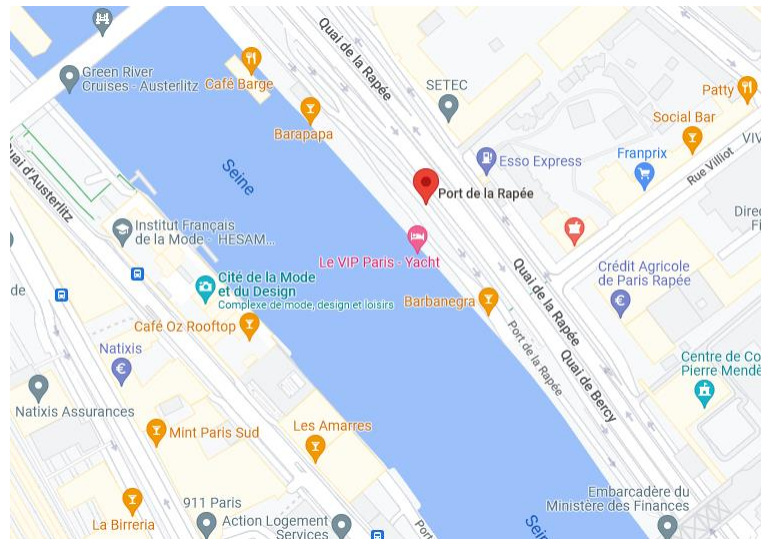 Quai de la Rapée
Green River
Cruises - Austerlitz
Café Barge
SETEC
Patty
Barapapa
Social Bar
Quai d'Austerlitz
Seine
Esso Express
Franprix
Rue Villiot
Port de la Rapée
Institut Français
de la Mode - HESAM...
Direc
Fi
Le VIP Paris - Yacht
Quai de la Rapée
Crédit Agricole
de Paris Rapée
Cité de la Mode
et du Design
Complexe de mode, design et loisirs
de
Barbanegra
Café Oz Rooftop
Port de la Rapée
Quai de Bercy
Natixis
Centre de Co
Pierre Mendè
Natixis Assurances
Mint Paris Sud
Les Amarres
911 Paris
Embarcadère du
Ministère des Finances
La Birreria
Action Logement
Services
Port
Sein